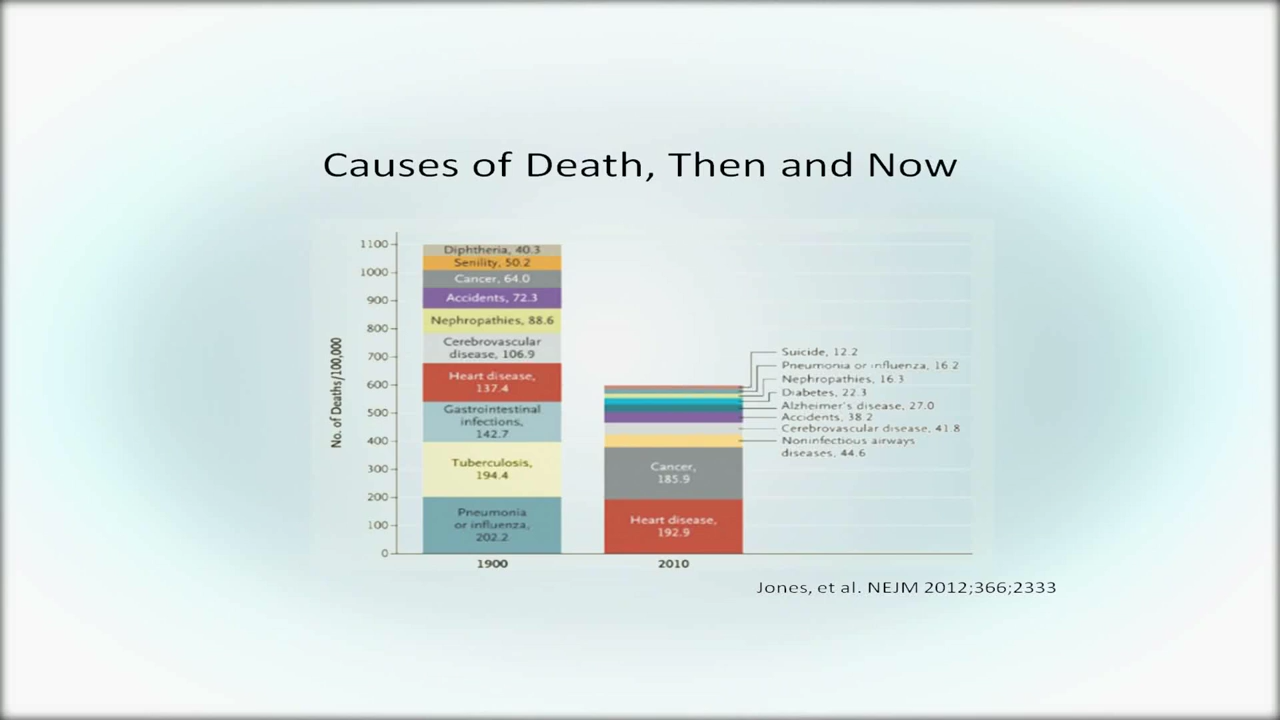 Causes of Death, Then and Now
No. of Deaths/100,000
1100
1000
900
800
700
600
500
400
300
200
100
0
Diphtheria, 40.3
Senility, 50.2
Cancer, 64.0
Accidents, 72.3
Nephropathies, 88.6
Cerebrovascular
disease, 106.9
Heart disease,
137.4
Gastrointestinal
infections,
142.7
Tuberculosis,
194.4
Pneumonia
or influenza,
202.2
1900
Cancer,
185.9
Heart disease,
192.9
2010
Suicide, 12.2
Pneumonia or influenza, 16.2
Nephropathies, 16.3
Diabetes, 22.3
Alzheimer's disease, 27.0
Accidents, 38.2
Cerebrovascular disease, 41.8
Noninfectious airways
diseases, 44.6
Jones, et al. NEJM 2012;366;2333